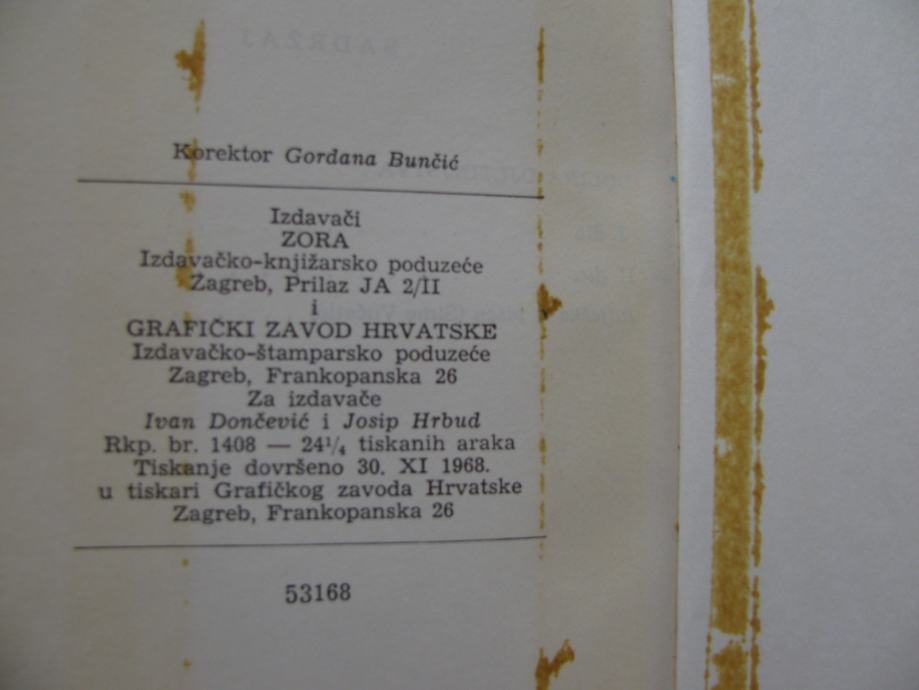 Korektor Gordana Bunčić
Izdavači
ZORA
Izdavačko-knjižarsko poduzeće
Zagreb, Prilaz JA 2/II
i
GRAFIČKI ZAVOD HRVATSKE
Izdavačko-štamparsko poduzeće
Zagreb, Frankopanska 26
Za izdavače
Ivan Dončević i Josip Hrbud
Rkp. br. 1408 — 24¹/₄ tiskanih araka
Tiskanje dovršeno 30. XI 1968.
u tiskari Grafičkog zavoda Hrvatske
Zagreb, Frankopanska 26
53168